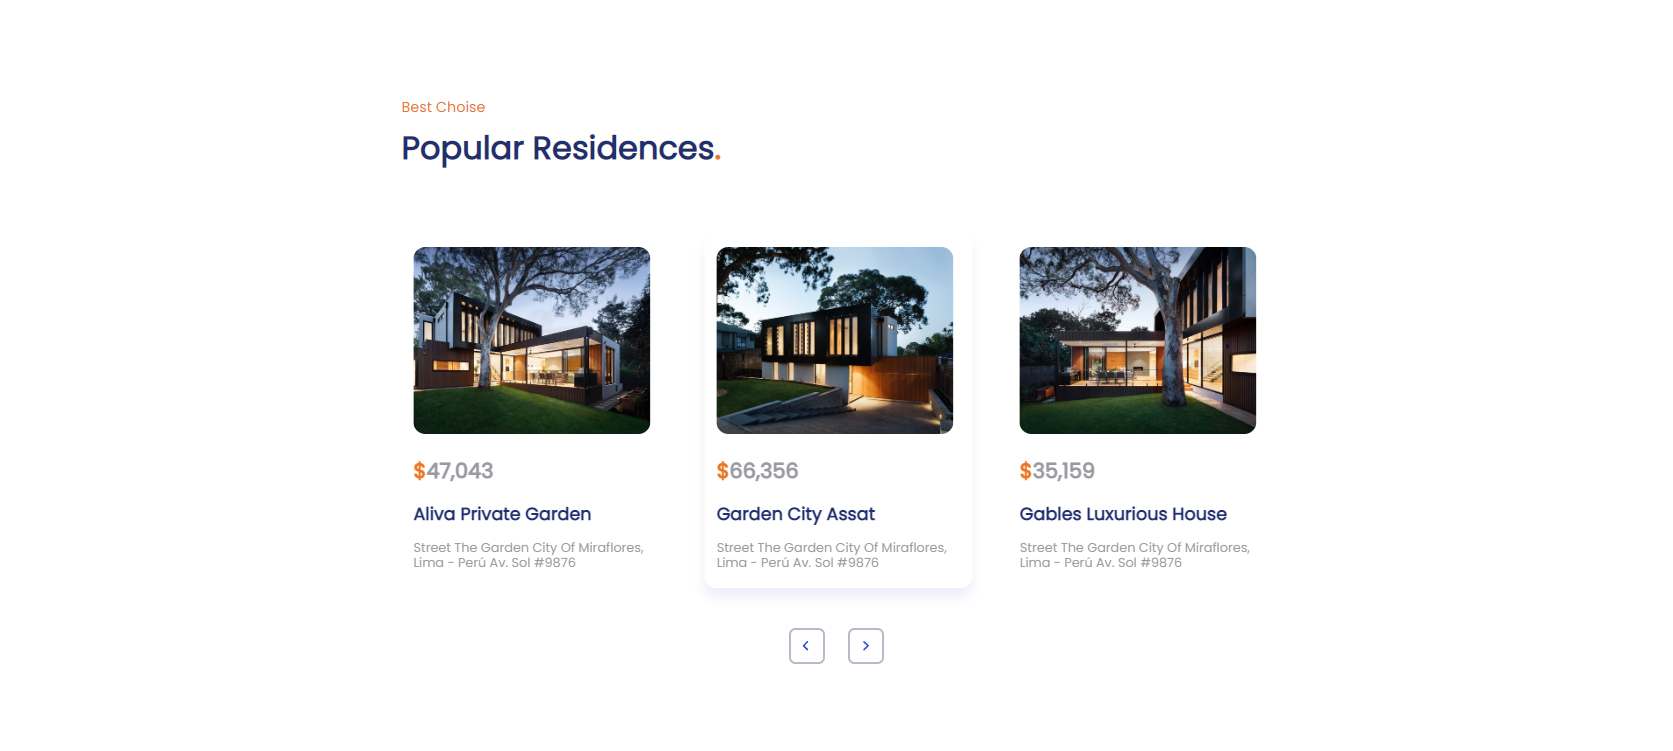 Best Choise
Popular Residences.
$47,043
Aliva Private Garden
Street The Garden City Of Miraflores,
Lima - Perú Av. Sol #9876
$66,356
Garden City Assat
Street The Garden City Of Miraflores,
Lima - Perú Av. Sol #9876
$35,159
Gables Luxurious House
Street The Garden City Of Miraflores,
Lima - Perú Av. Sol #9876